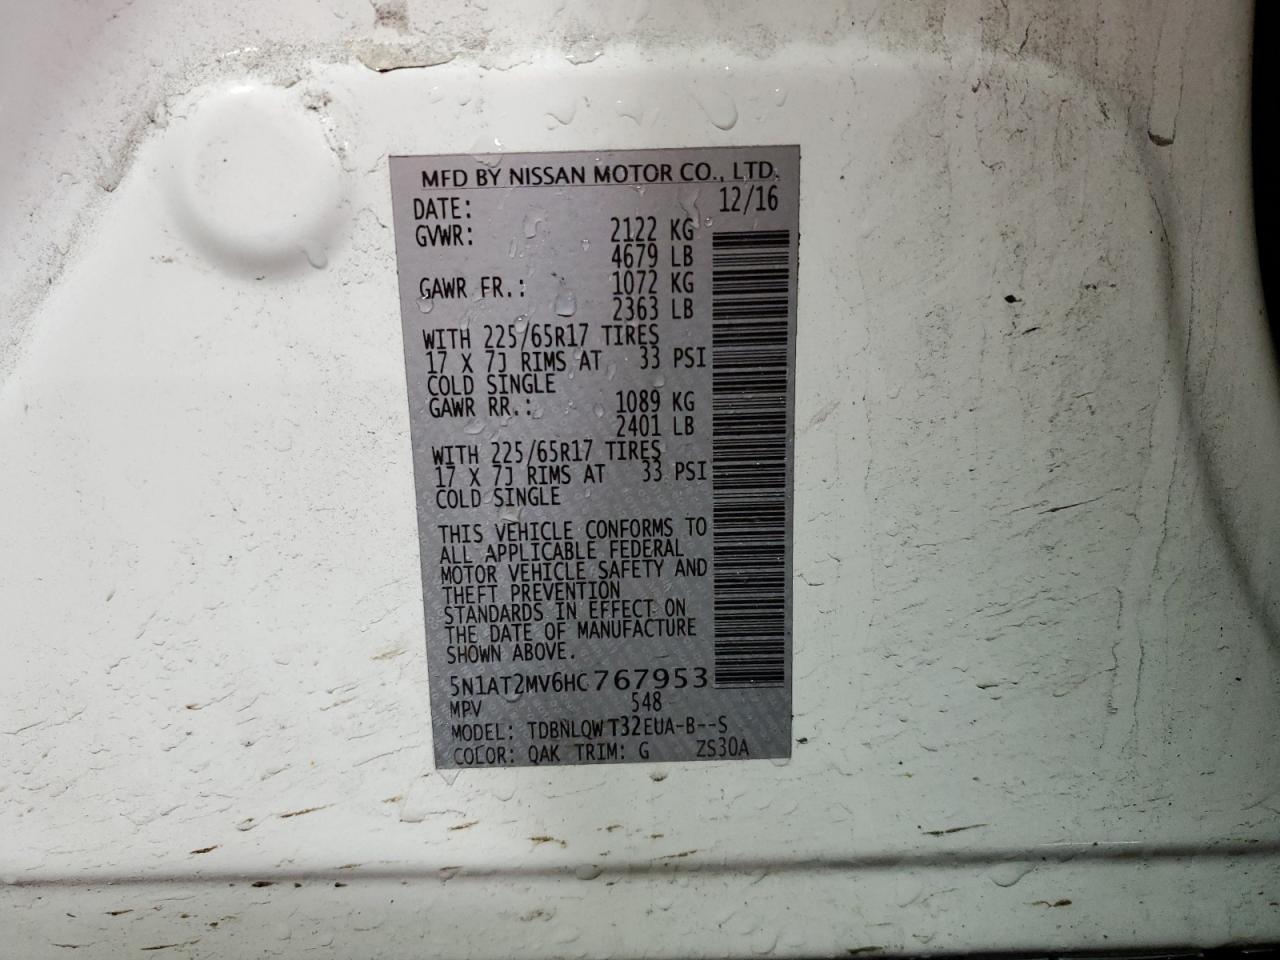 MFD BY NISSAN MOTOR CO., LTD.
DATE: 12/16
GVWR: 2122 KG
4679 LB
GAWR FR.: 1072 KG
2363 LB
WITH 225/65R17 TIRES
17 X 7J RIMS AT 33 PSI
COLD SINGLE
GAWR RR.: 1089 KG
2401 LB
WITH 225/65R17 TIRES
17 X 7J RIMS AT 33 PSI
COLD SINGLE
THIS VEHICLE CONFORMS TO
ALL APPLICABLE FEDERAL
MOTOR VEHICLE SAFETY AND
THEFT PREVENTION
STANDARDS IN EFFECT ON
THE DATE OF MANUFACTURE
SHOWN ABOVE.
5N1AT2MV6HC767953
MPV 548
MODEL: TDBNLQWT32EUA-B--S
COLOR: QAK TRIM: G ZS30A